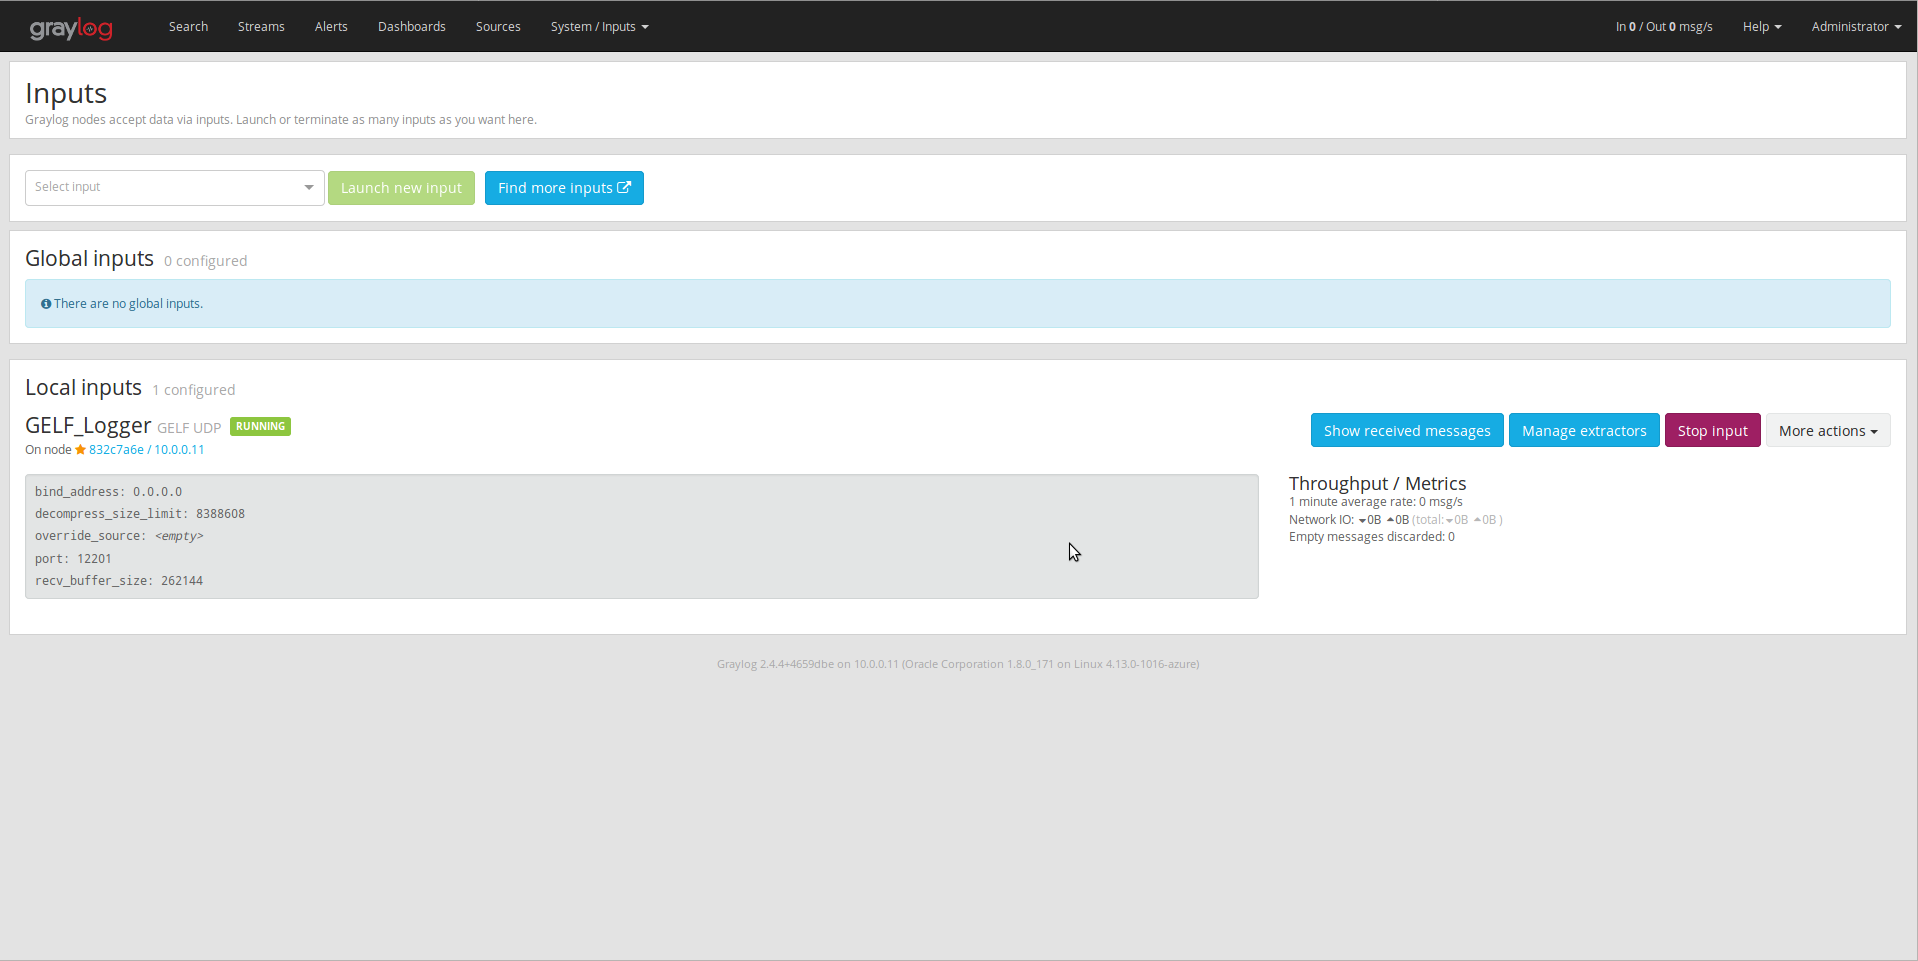 graylog Search Streams Alerts Dashboards Sources System / Inputs In 0 / Out 0 msg/s Help Administrator
Inputs
Graylog nodes accept data via inputs. Launch or terminate as many inputs as you want here.
Select input Launch new input Find more inputs
Global inputs 0 configured
There are no global inputs.
Local inputs 1 configured
GELF_Logger GELF UDP RUNNING
On node 832c7a6e / 10.0.0.11
Show received messages Manage extractors Stop input More actions
bind_address: 0.0.0.0
decompress_size_limit: 8388608
override_source: <empty>
port: 12201
recv_buffer_size: 262144
Throughput / Metrics
1 minute average rate: 0 msg/s
Network IO: 0B 0B (total: 0B 0B )
Empty messages discarded: 0
Graylog 2.4.4+4659dbe on 10.0.0.11 (Oracle Corporation 1.8.0_171 on Linux 4.13.0-1016-azure)